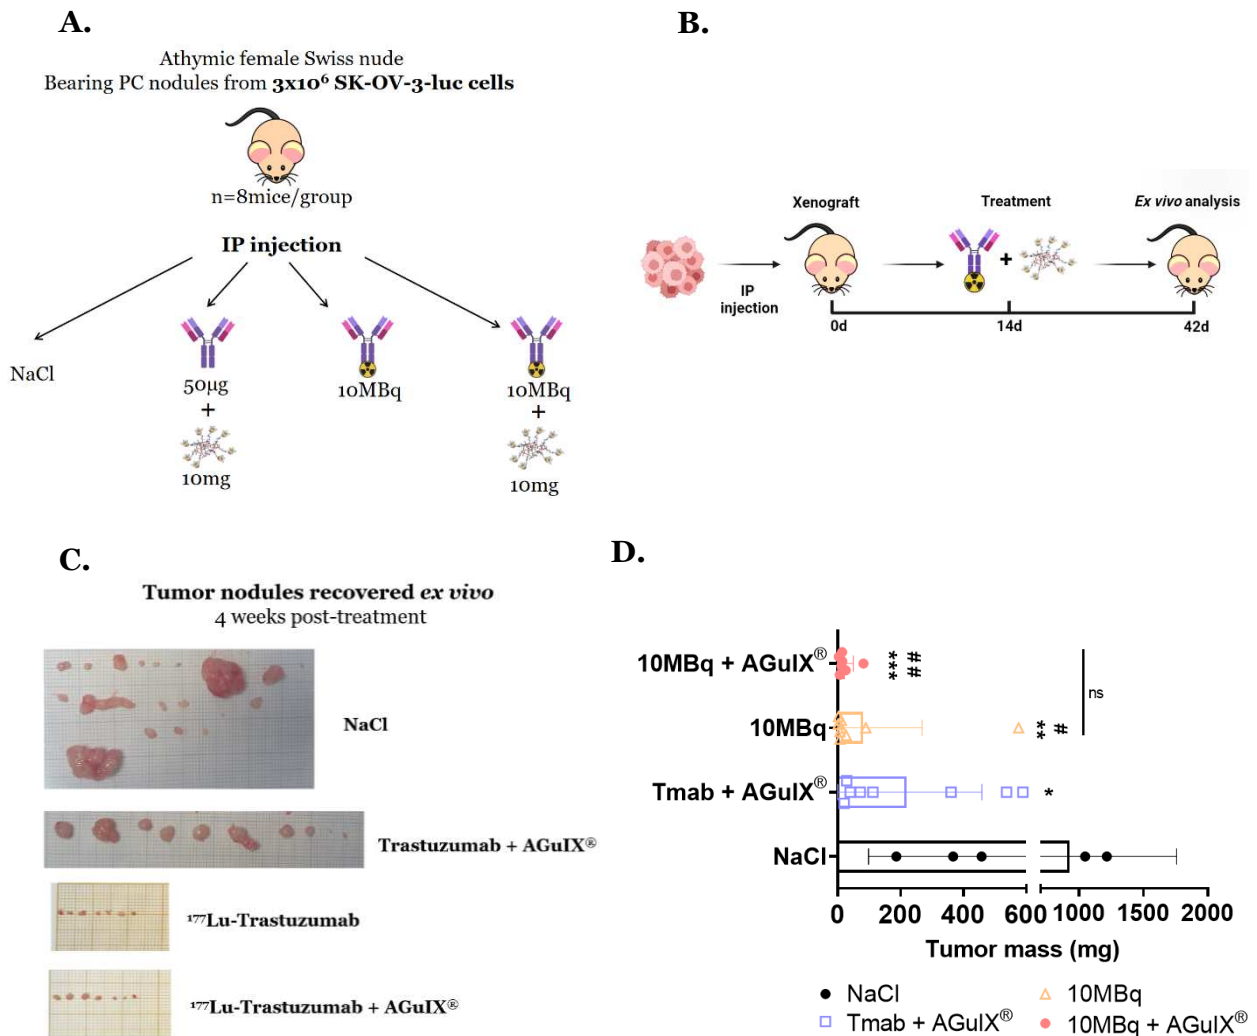 A.
Athymic female Swiss nude
Bearing PC nodules from 3x10⁶ SK-OV-3-luc cells
n=8mice/group
IP injection
NaCl
50µg
+
10mg
10MBq
10MBq
+
10mg
B.
Xenograft
Treatment
Ex vivo analysis
IP
injection
+
0d
14d
42d
C.
Tumor nodules recovered ex vivo
4 weeks post-treatment
NaCl
Trastuzumab + AGuIX®
¹⁷⁷Lu-Trastuzumab
¹⁷⁷Lu-Trastuzumab + AGuIX®
D.
10MBq + AGuIX®
*** ##
10MBq
** #
ns
Tmab + AGuIX®
*
NaCl
0 200 400 600 1000 1500 2000
Tumor mass (mg)
NaCl
10MBq
Tmab + AGuIX®
10MBq + AGuIX®